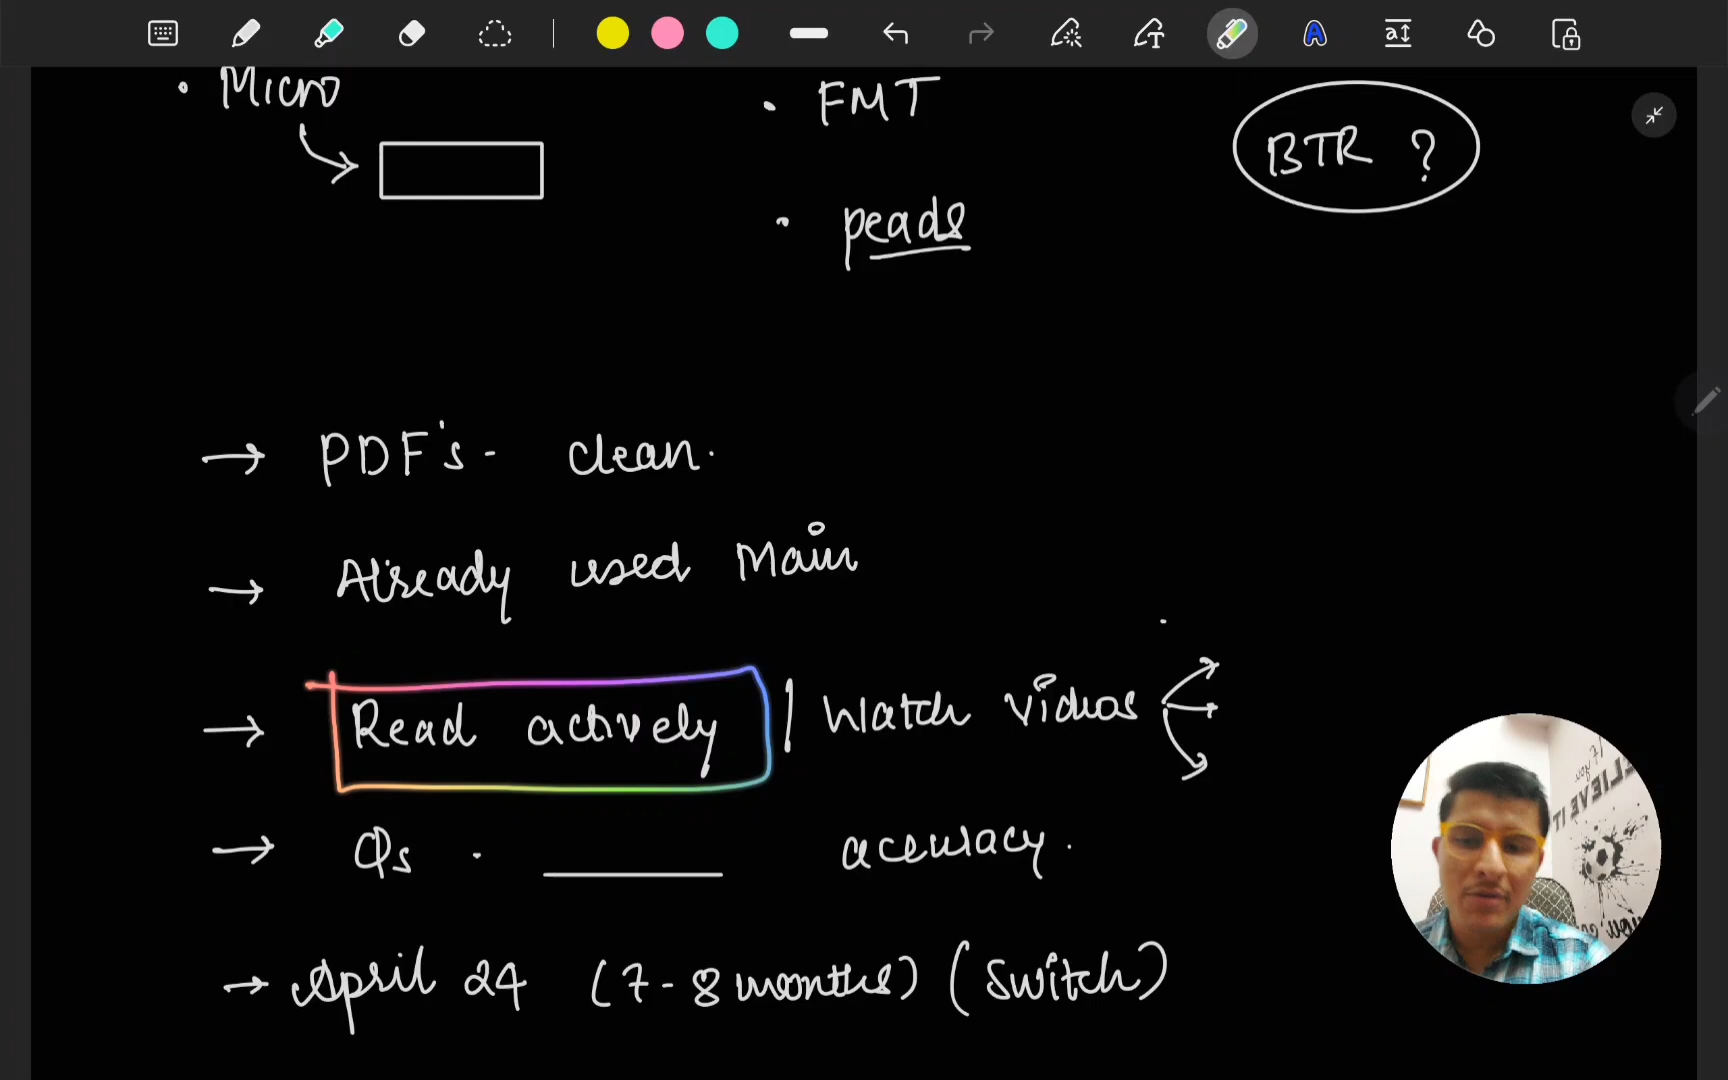 • Micro
• FMT
BTR ?
• peads
→ PDF's - clean.
→ Already used Main
→ Read actively | Watch videos
→ Qs . ____ accuracy.
→ April 24 (7-8 months) (Switch)